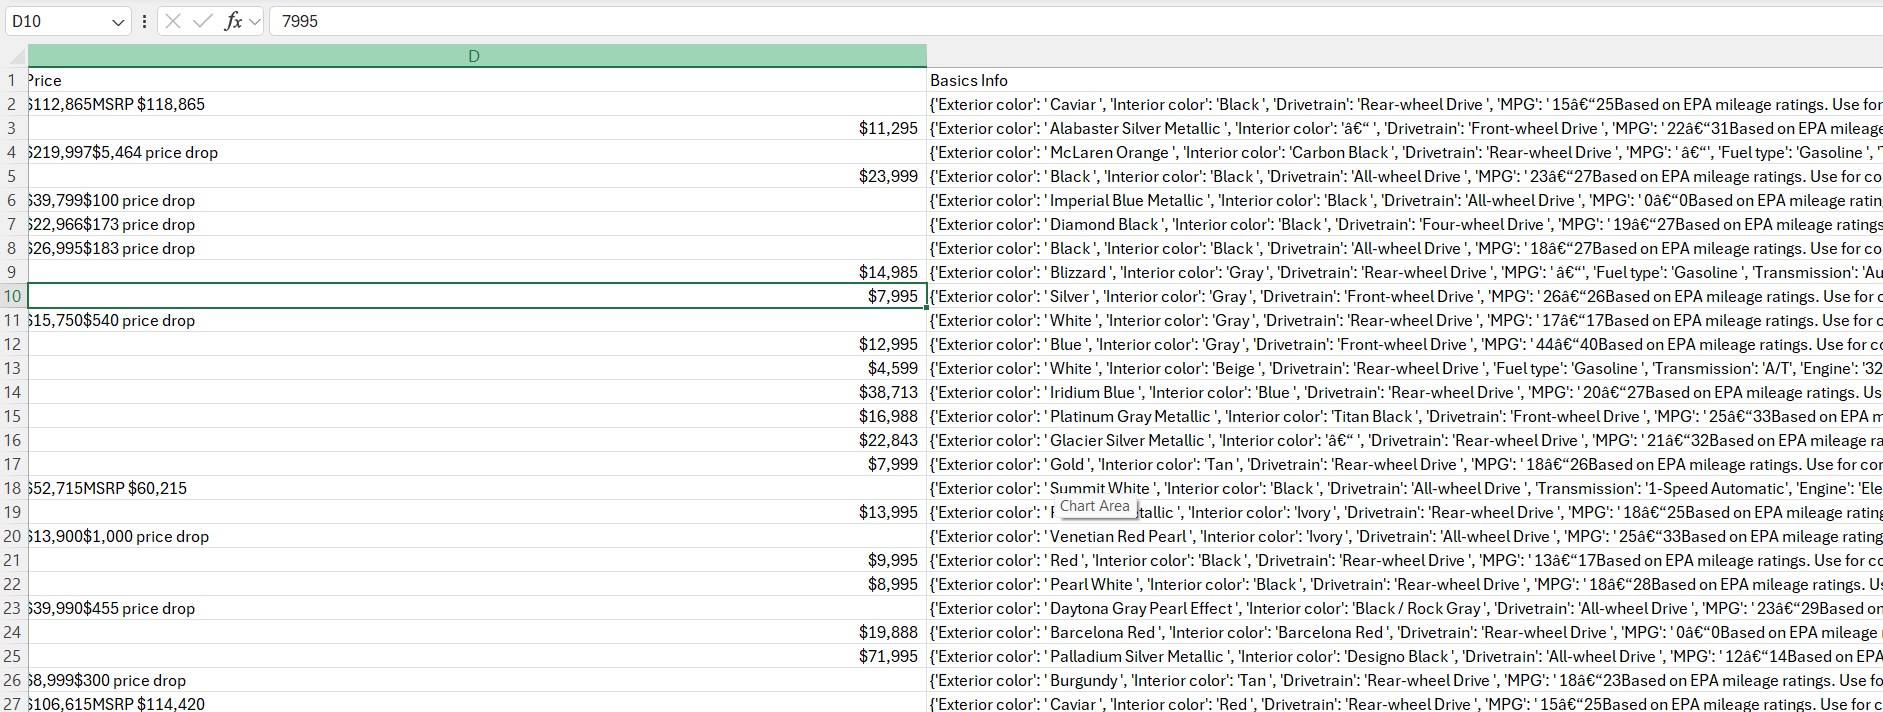 D10 fx 7995
D
1 Price Basics Info
2 $112,865MSRP $118,865 {'Exterior color': ' Caviar ', 'Interior color': 'Black ', 'Drivetrain': 'Rear-wheel Drive ', 'MPG': ' 15â€“25Based on EPA mileage ratings. Use for
3 $11,295 {'Exterior color': ' Alabaster Silver Metallic ', 'Interior color': 'â€“ ', 'Drivetrain': 'Front-wheel Drive ', 'MPG': ' 22â€“31Based on EPA mileage
4 $219,997$5,464 price drop {'Exterior color': ' McLaren Orange ', 'Interior color': 'Carbon Black ', 'Drivetrain': 'Rear-wheel Drive ', 'MPG': ' â€“', 'Fuel type': 'Gasoline ',
5 $23,999 {'Exterior color': ' Black ', 'Interior color': 'Black ', 'Drivetrain': 'All-wheel Drive ', 'MPG': ' 23â€“27Based on EPA mileage ratings. Use for co
6 $39,799$100 price drop {'Exterior color': ' Imperial Blue Metallic ', 'Interior color': 'Black ', 'Drivetrain': 'All-wheel Drive ', 'MPG': ' 0â€“0Based on EPA mileage ratin
7 $22,966$173 price drop {'Exterior color': ' Diamond Black ', 'Interior color': 'Black ', 'Drivetrain': 'Four-wheel Drive ', 'MPG': ' 19â€“27Based on EPA mileage ratings
8 $26,995$183 price drop {'Exterior color': ' Black ', 'Interior color': 'Black ', 'Drivetrain': 'All-wheel Drive ', 'MPG': ' 18â€“27Based on EPA mileage ratings. Use for co
9 $14,985 {'Exterior color': ' Blizzard ', 'Interior color': 'Gray ', 'Drivetrain': 'Rear-wheel Drive ', 'MPG': ' â€“', 'Fuel type': 'Gasoline ', 'Transmission': 'Au
10 $7,995 {'Exterior color': ' Silver ', 'Interior color': 'Gray ', 'Drivetrain': 'Front-wheel Drive ', 'MPG': ' 26â€“26Based on EPA mileage ratings. Use for c
11 $15,750$540 price drop {'Exterior color': ' White ', 'Interior color': 'Gray ', 'Drivetrain': 'Rear-wheel Drive ', 'MPG': ' 17â€“17Based on EPA mileage ratings. Use for c
12 $12,995 {'Exterior color': ' Blue ', 'Interior color': 'Gray ', 'Drivetrain': 'Front-wheel Drive ', 'MPG': ' 44â€“40Based on EPA mileage ratings. Use for co
13 $4,599 {'Exterior color': ' White ', 'Interior color': 'Beige ', 'Drivetrain': 'Rear-wheel Drive ', 'Fuel type': 'Gasoline ', 'Transmission': 'A/T', 'Engine': '32
14 $38,713 {'Exterior color': ' Iridium Blue ', 'Interior color': 'Blue ', 'Drivetrain': 'Rear-wheel Drive ', 'MPG': ' 20â€“27Based on EPA mileage ratings. Us
15 $16,988 {'Exterior color': ' Platinum Gray Metallic ', 'Interior color': 'Titan Black ', 'Drivetrain': 'Front-wheel Drive ', 'MPG': ' 25â€“33Based on EPA m
16 $22,843 {'Exterior color': ' Glacier Silver Metallic ', 'Interior color': 'â€“ ', 'Drivetrain': 'Rear-wheel Drive ', 'MPG': ' 21â€“32Based on EPA mileage ra
17 $7,999 {'Exterior color': ' Gold ', 'Interior color': 'Tan ', 'Drivetrain': 'Rear-wheel Drive ', 'MPG': ' 18â€“26Based on EPA mileage ratings. Use for cor
18 $52,715MSRP $60,215 {'Exterior color': ' Summit White ', 'Interior color': 'Black ', 'Drivetrain': 'All-wheel Drive ', 'Transmission': '1-Speed Automatic', 'Engine': 'Ele
Chart Area
19 $13,995 {'Exterior color': ' tallic ', 'Interior color': 'Ivory ', 'Drivetrain': 'Rear-wheel Drive ', 'MPG': ' 18â€“25Based on EPA mileage rating
20 $13,900$1,000 price drop {'Exterior color': ' Venetian Red Pearl ', 'Interior color': 'Ivory ', 'Drivetrain': 'All-wheel Drive ', 'MPG': ' 25â€“33Based on EPA mileage rating
21 $9,995 {'Exterior color': ' Red ', 'Interior color': 'Black ', 'Drivetrain': 'Rear-wheel Drive ', 'MPG': ' 13â€“17Based on EPA mileage ratings. Use for co
22 $8,995 {'Exterior color': ' Pearl White ', 'Interior color': 'Black ', 'Drivetrain': 'Rear-wheel Drive ', 'MPG': ' 18â€“28Based on EPA mileage ratings. Us
23 $39,990$455 price drop {'Exterior color': ' Daytona Gray Pearl Effect ', 'Interior color': 'Black / Rock Gray ', 'Drivetrain': 'All-wheel Drive ', 'MPG': ' 23â€“29Based on
24 $19,888 {'Exterior color': ' Barcelona Red ', 'Interior color': 'Barcelona Red ', 'Drivetrain': 'Rear-wheel Drive ', 'MPG': ' 0â€“0Based on EPA mileage
25 $71,995 {'Exterior color': ' Palladium Silver Metallic ', 'Interior color': 'Designo Black ', 'Drivetrain': 'All-wheel Drive ', 'MPG': ' 12â€“14Based on EPA
26 $8,999$300 price drop {'Exterior color': ' Burgundy ', 'Interior color': 'Tan ', 'Drivetrain': 'Rear-wheel Drive ', 'MPG': ' 18â€“23Based on EPA mileage ratings. Use fo
27 $106,615MSRP $114,420 {'Exterior color': ' Caviar ', 'Interior color': 'Red ', 'Drivetrain': 'Rear-wheel Drive ', 'MPG': ' 15â€“25Based on EPA mileage ratings. Use for c